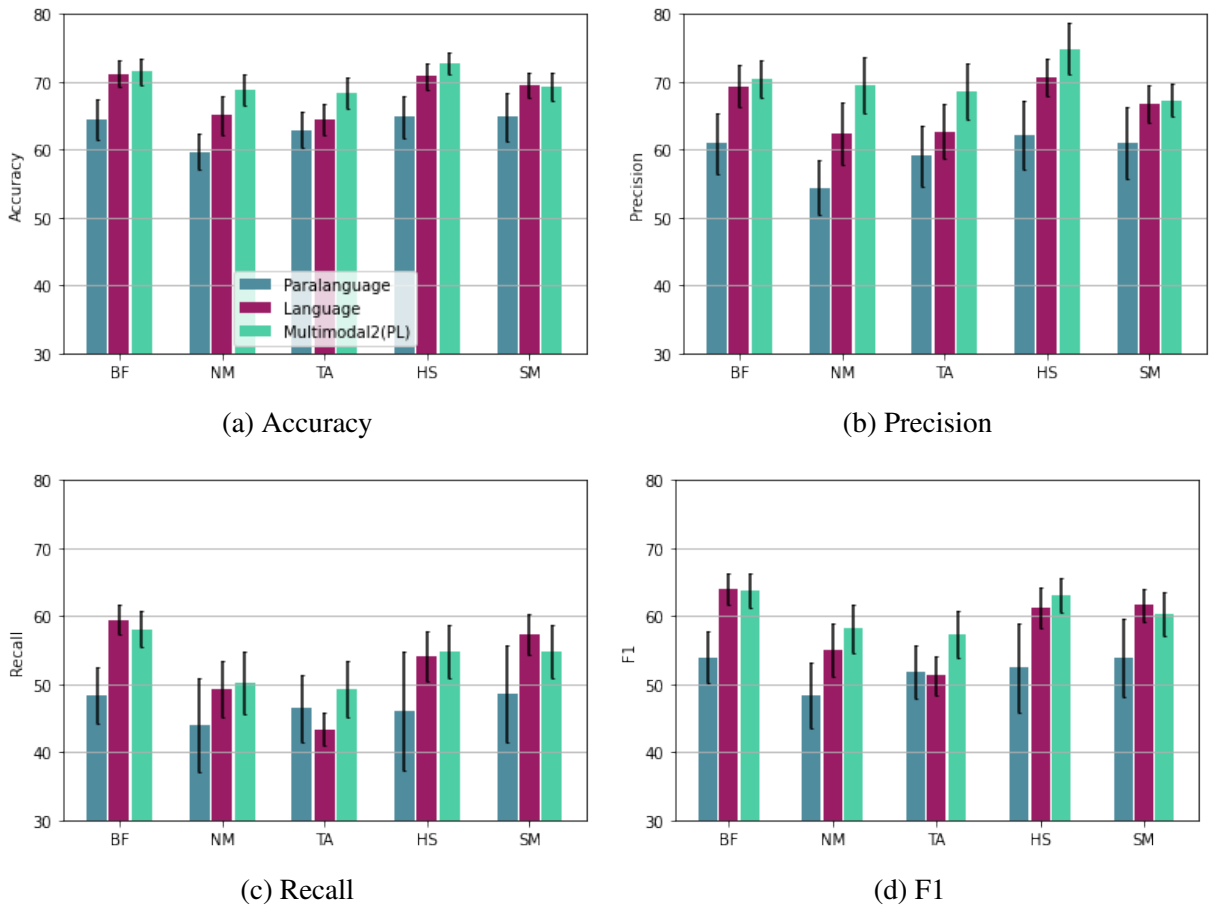 80
70
60
50
40
30
Accuracy
Paralanguage
Language
Multimodal2(PL)
BF NM TA HS SM
(a) Accuracy
80
70
60
50
40
30
Precision
BF NM TA HS SM
(b) Precision
80
70
60
50
40
30
Recall
BF NM TA HS SM
(c) Recall
80
70
60
50
40
30
F1
BF NM TA HS SM
(d) F1